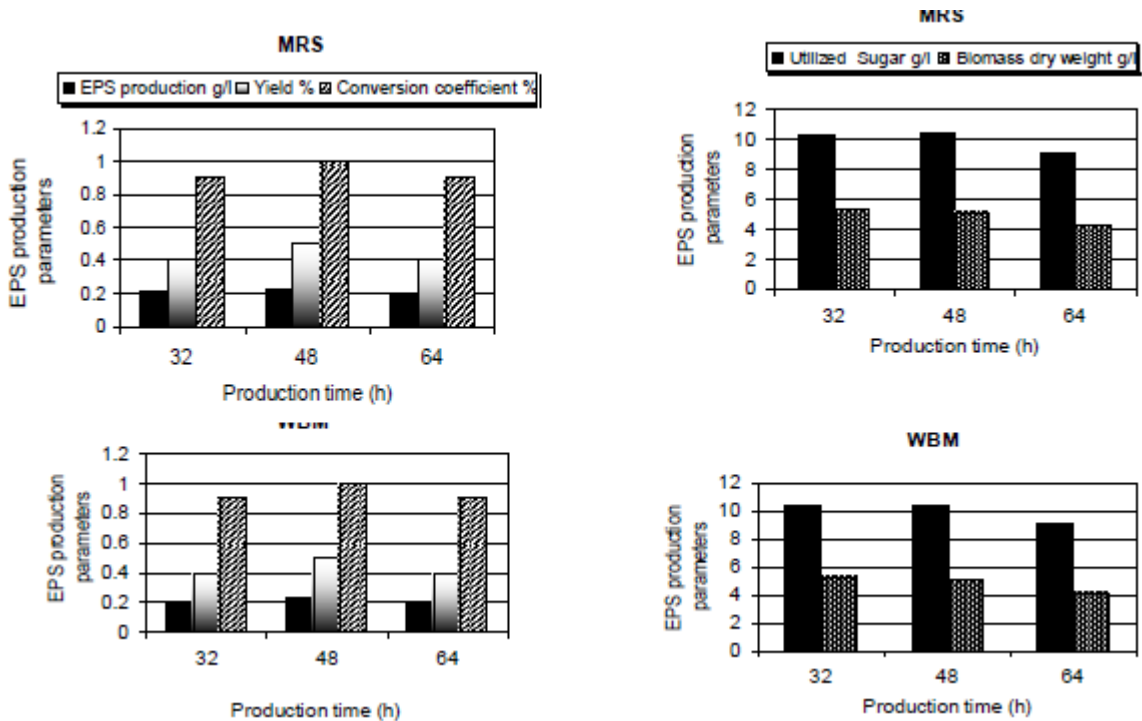 MRS
EPS production g/l Yield % Conversion coefficient %
EPS production
parameters
1.2
1
0.8
0.6
0.4
0.2
0
32 48 64
Production time (h)
MRS
Utilized Sugar g/l Biomass dry weight g/l
EPS production
parameters
12
10
8
6
4
2
0
32 48 64
Production time (h)
WBM
EPS production
parameters
1.2
1
0.8
0.6
0.4
0.2
0
32 48 64
Production time (h)
WBM
EPS production
parameters
12
10
8
6
4
2
0
32 48 64
Production time (h)